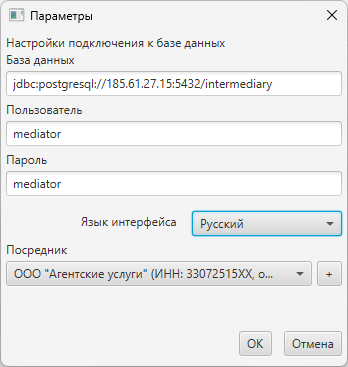 Параметры
Настройки подключения к базе данных
База данных
jdbc:postgresql://185.61.27.15:5432/intermediary
Пользователь
mediator
Пароль
mediator
Язык интерфейса Русский
Посредник
ООО "Агентские услуги" (ИНН: 33072515XX, о... +
ОК Отмена